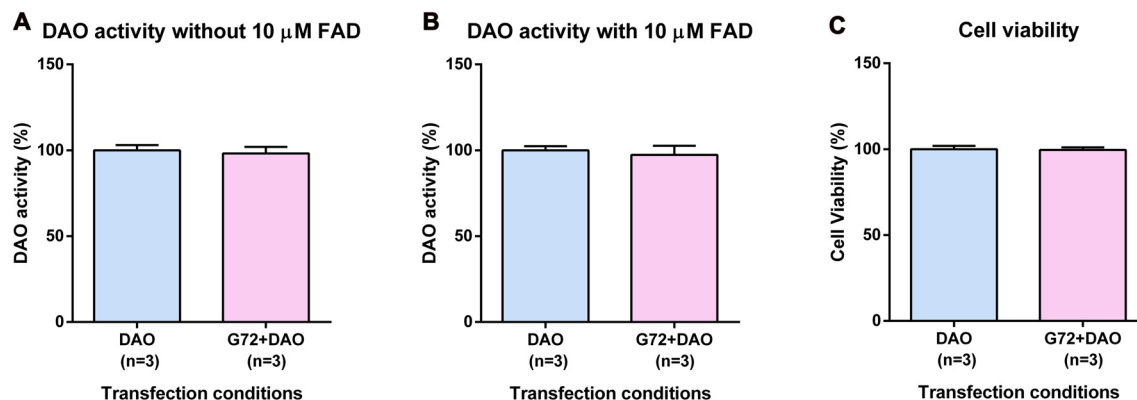 A DAO activity without 10 μM FAD
DAO activity (%)
150
100
50
0
DAO
(n=3)
G72+DAO
(n=3)
Transfection conditions
B DAO activity with 10 μM FAD
DAO activity (%)
150
100
50
0
DAO
(n=3)
G72+DAO
(n=3)
Transfection conditions
C Cell viability
Cell Viability (%)
150
100
50
0
DAO
(n=3)
G72+DAO
(n=3)
Transfection conditions